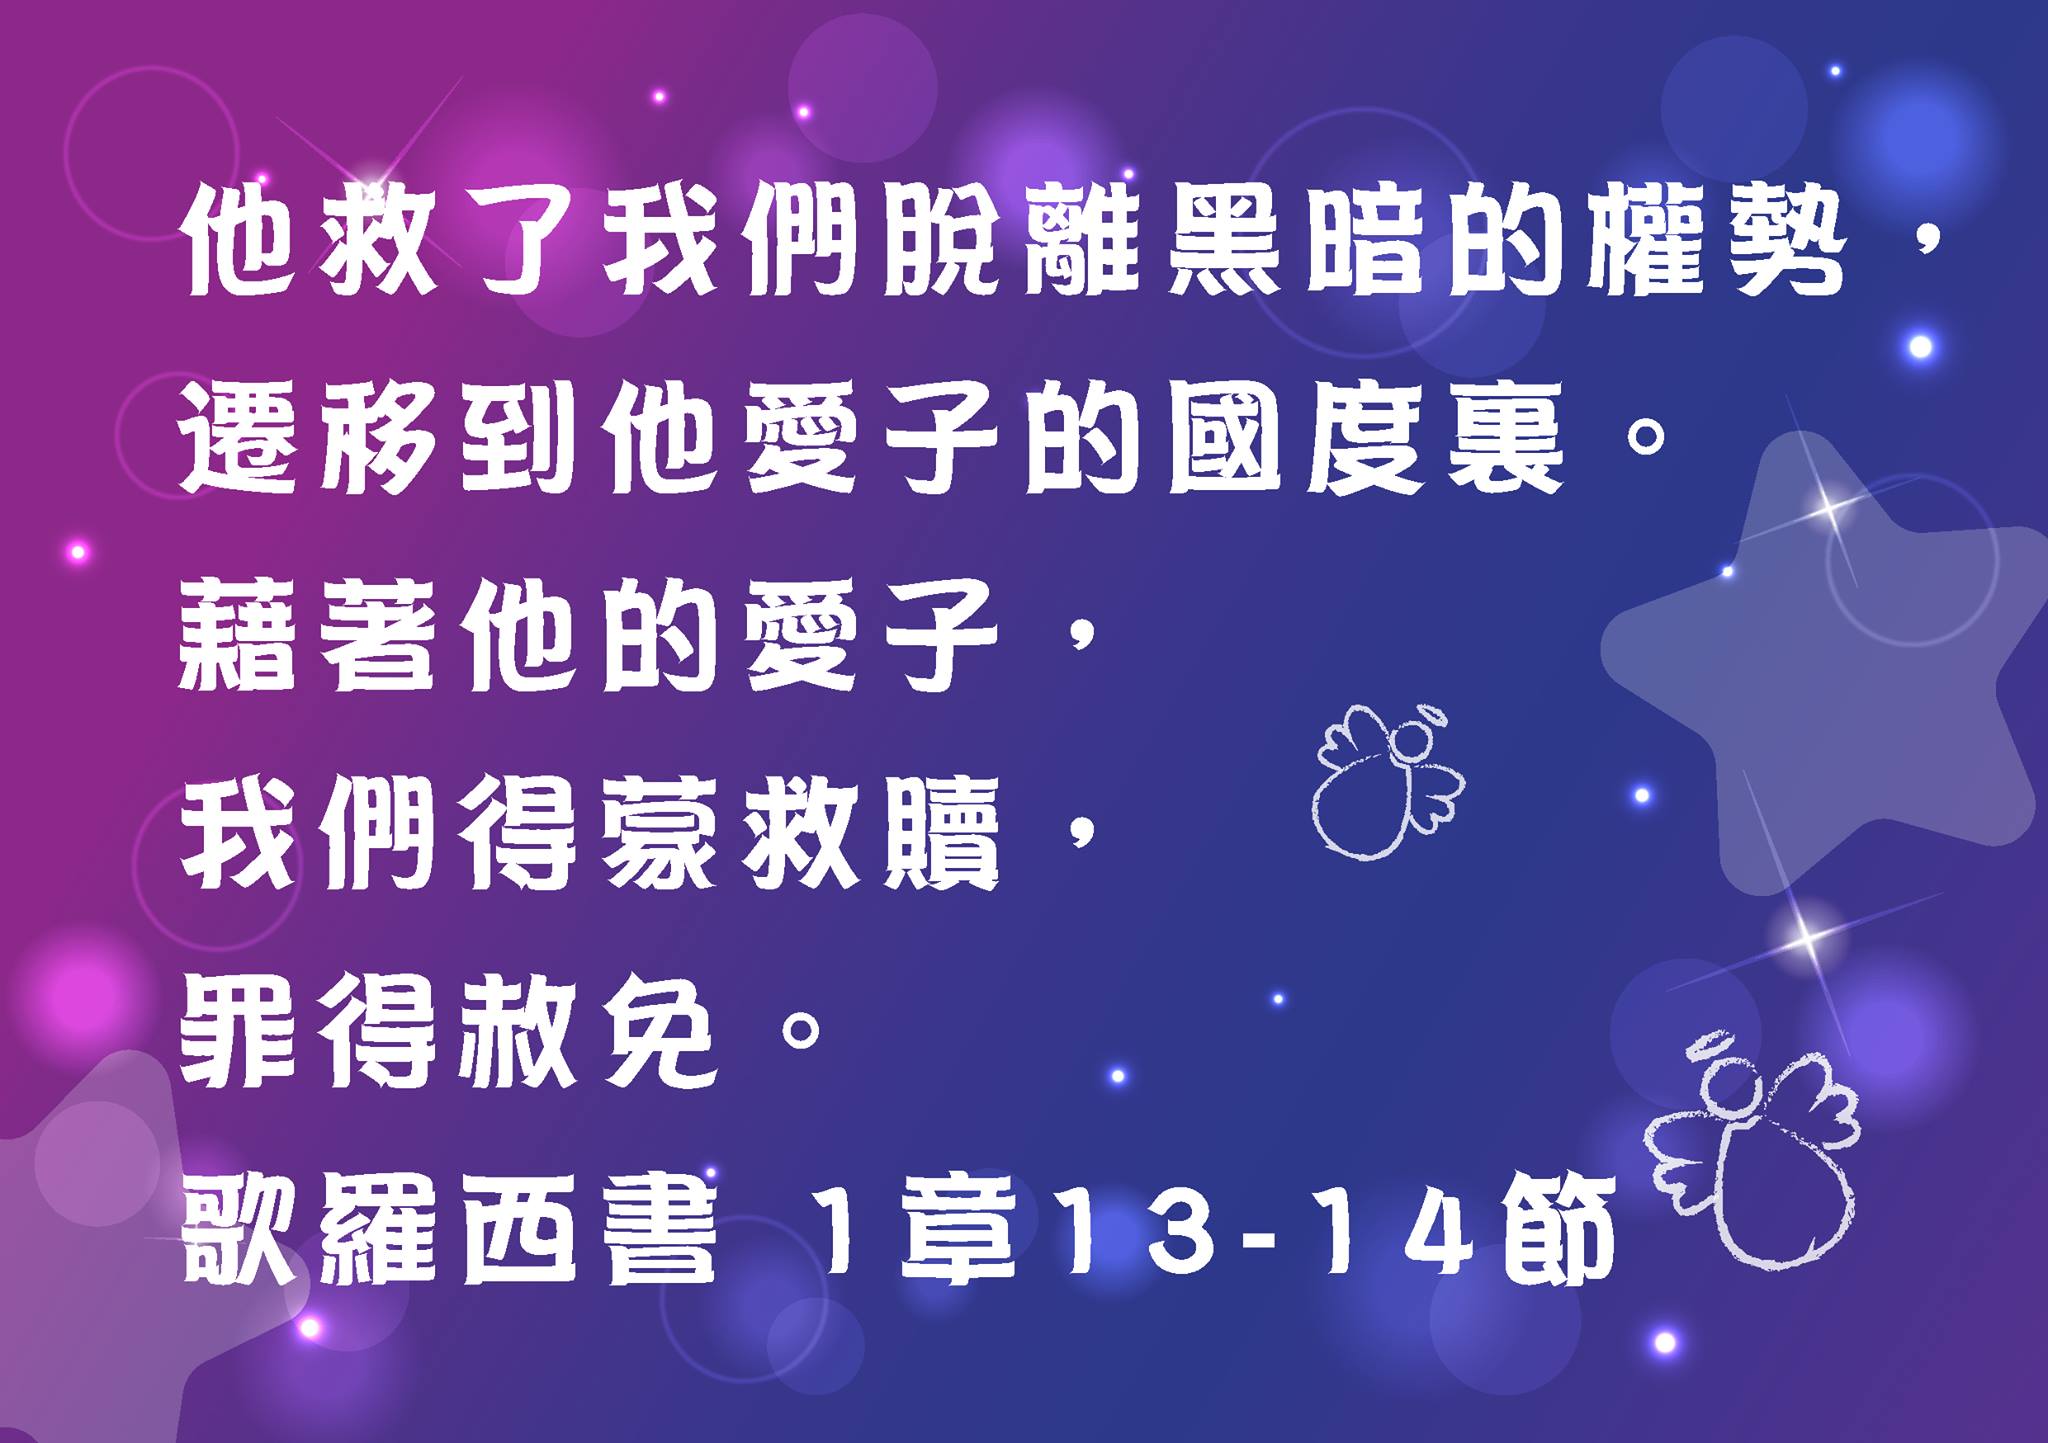 他救了我們脫離黑暗的權勢，
遷移到他愛子的國度裏。
藉著他的愛子，
我們得蒙救贖，
罪得赦免。
歌羅西書 1章13-14節